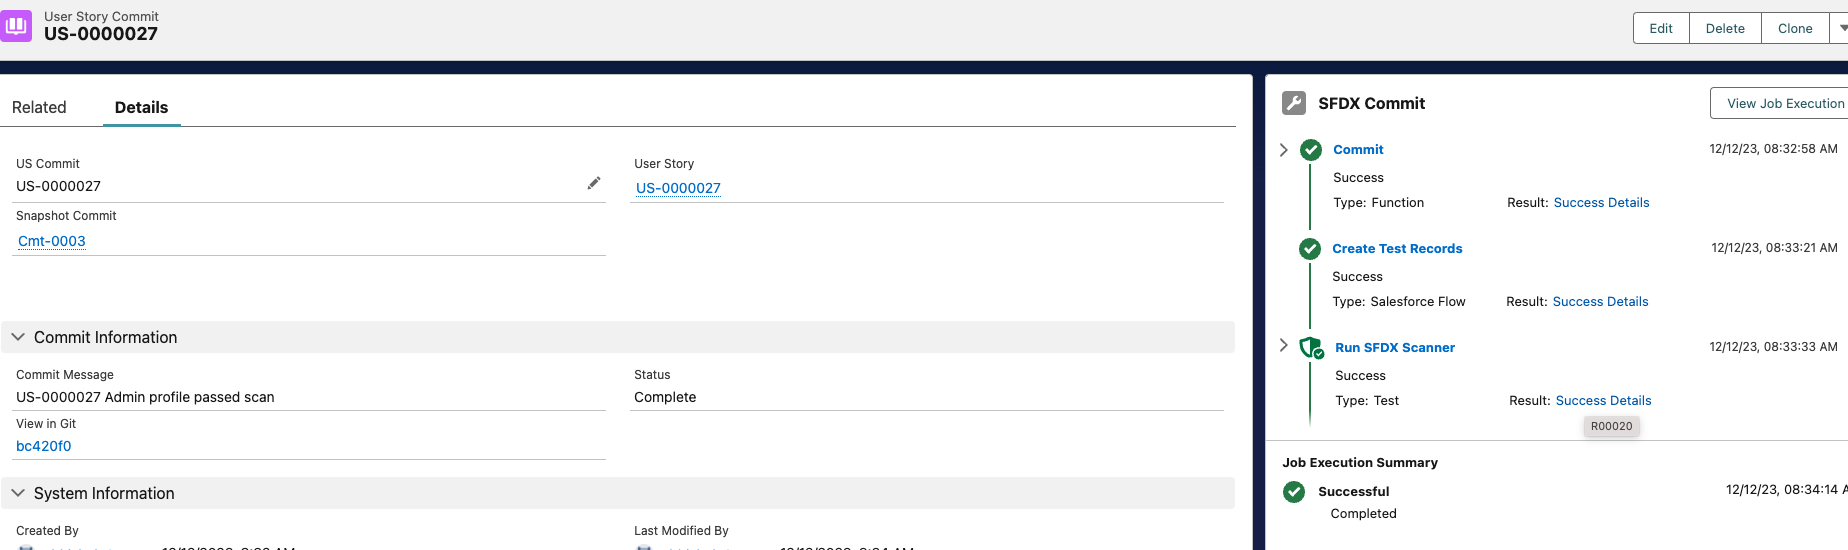 User Story Commit
US-0000027
Edit Delete Clone
Related Details
US Commit
US-0000027
User Story
US-0000027
Snapshot Commit
Cmt-0003
Commit Information
Commit Message
US-0000027 Admin profile passed scan
Status
Complete
View in Git
bc420f0
System Information
Created By
Last Modified By
SFDX Commit
View Job Execution
Commit 12/12/23, 08:32:58 AM
Success
Type: Function Result: Success Details
Create Test Records 12/12/23, 08:33:21 AM
Success
Type: Salesforce Flow Result: Success Details
Run SFDX Scanner 12/12/23, 08:33:33 AM
Success
Type: Test Result: Success Details
R00020
Job Execution Summary
Successful 12/12/23, 08:34:14
Completed